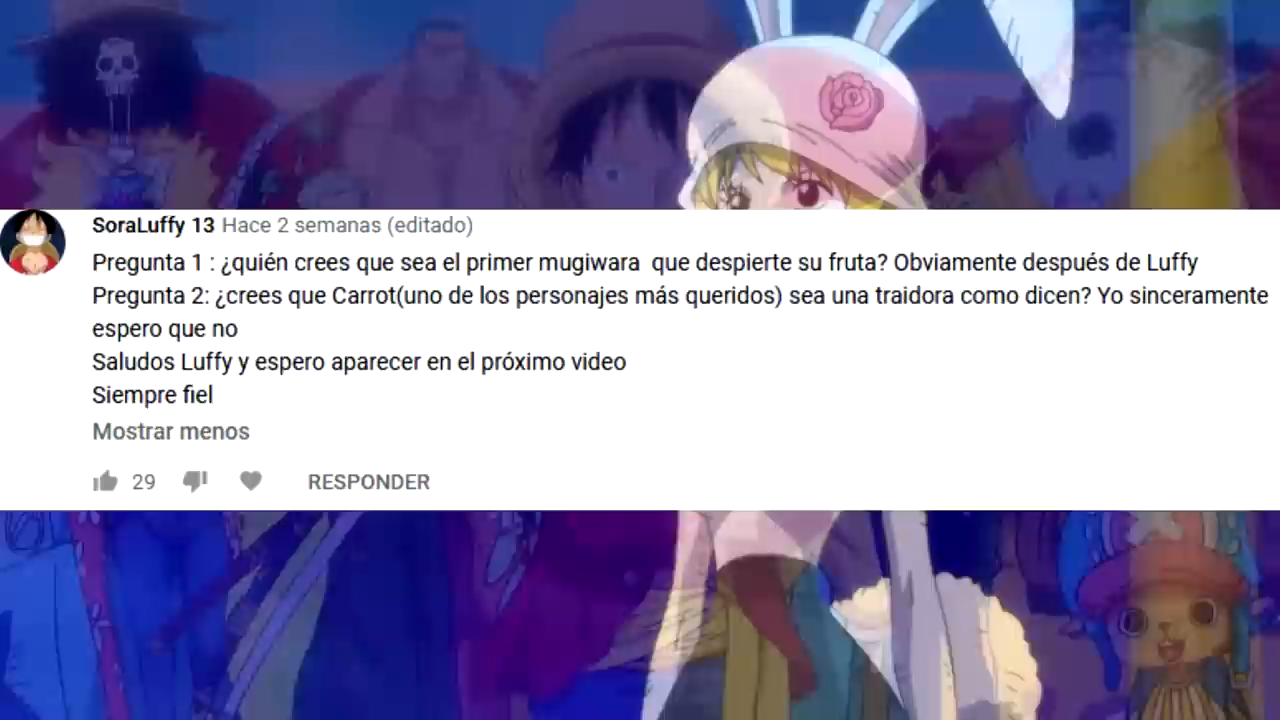 SoraLuffy 13 Hace 2 semanas (editado)
Pregunta 1 : ¿quién crees que sea el primer mugiwara  que despierte su fruta? Obviamente después de Luffy
Pregunta 2: ¿crees que Carrot(uno de los personajes más queridos) sea una traidora como dicen? Yo sinceramente
espero que no
Saludos Luffy y espero aparecer en el próximo video
Siempre fiel
Mostrar menos
29 RESPONDER